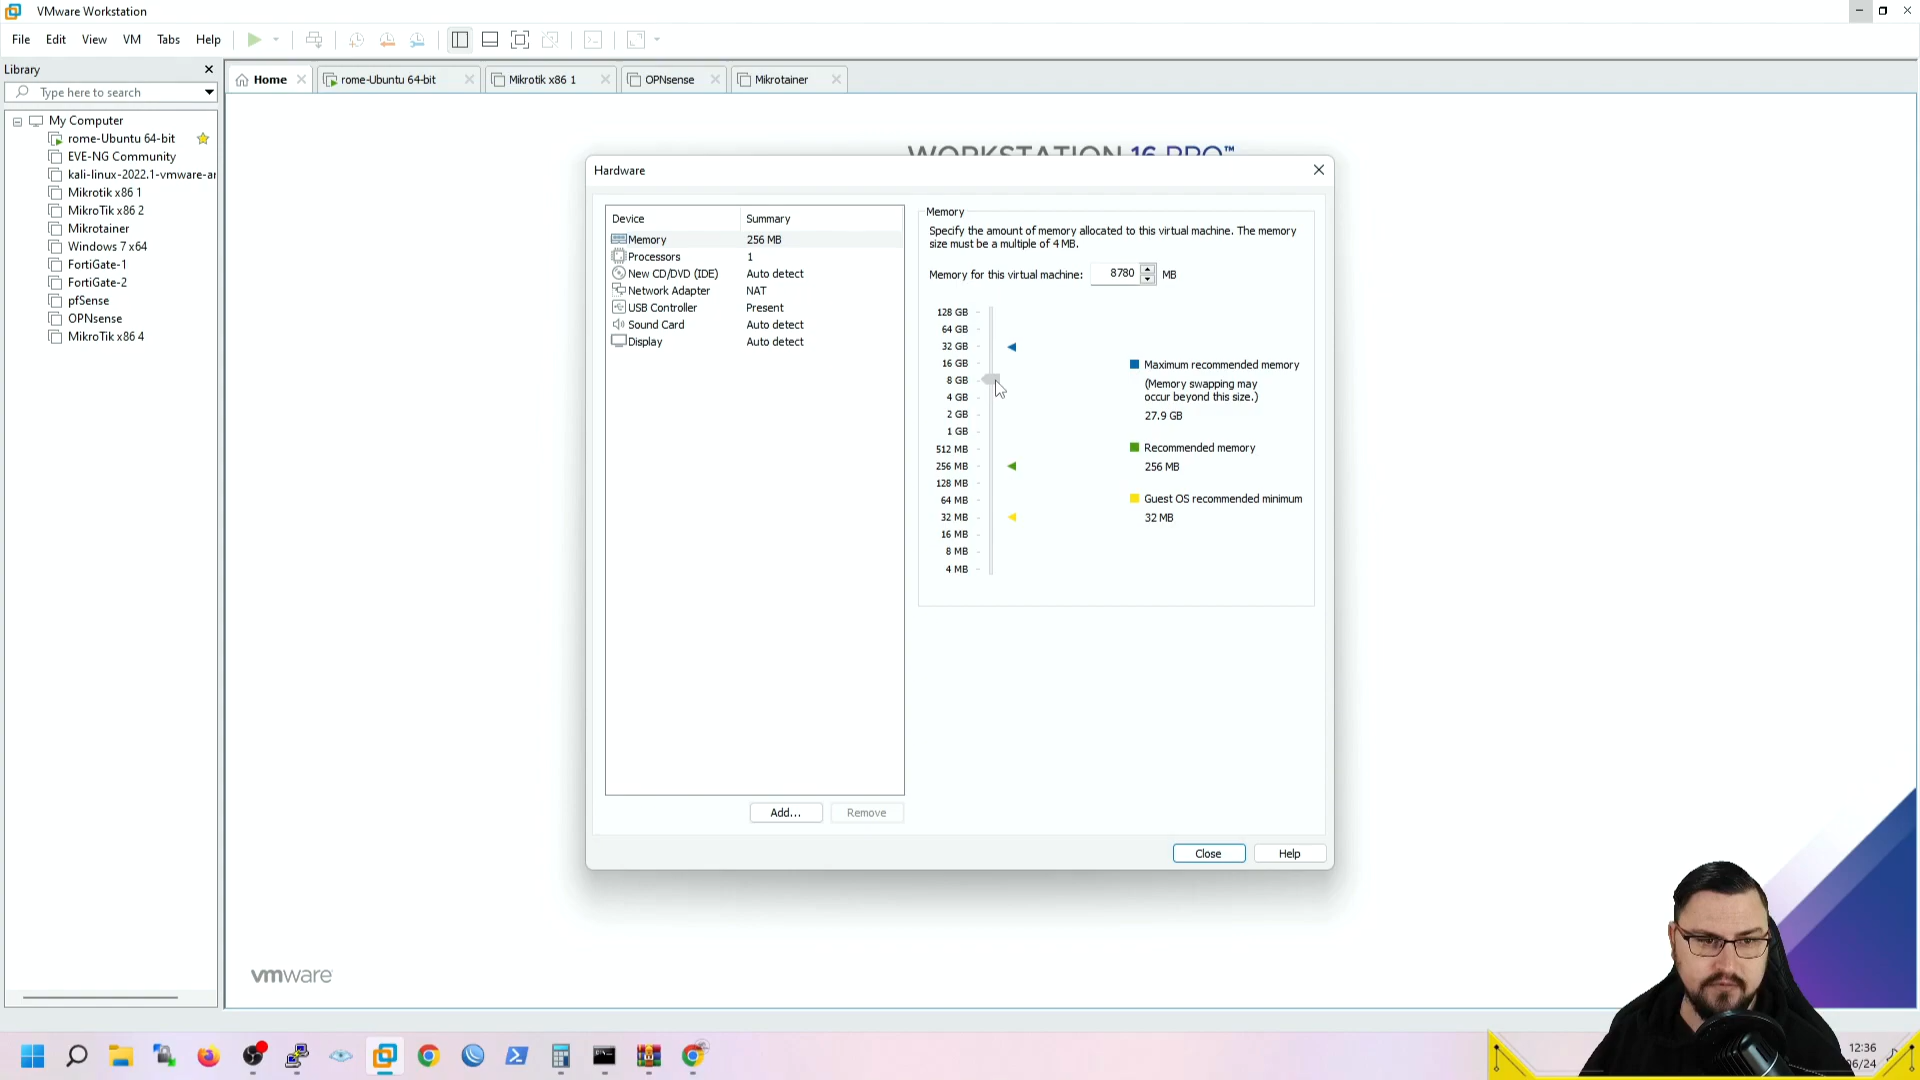 VMware Workstation
File Edit View VM Tabs Help
Library
Type here to search
My Computer
rome-Ubuntu 64-bit
EVE-NG Community
kali-linux-2022.1-vmware-ar
Mikrotik x86 1
MikroTik x86 2
Mikrotainer
Windows 7 x64
FortiGate-1
FortiGate-2
pfSense
OPNsense
MikroTik x86 4
Home rome-Ubuntu 64-bit Mikrotik x86 1 OPNsense Mikrotainer
WORKSTATION 16 PRO™
Hardware
Device Summary
Memory 256 MB
Processors 1
New CD/DVD (IDE) Auto detect
Network Adapter NAT
USB Controller Present
Sound Card Auto detect
Display Auto detect
Add... Remove
Memory
Specify the amount of memory allocated to this virtual machine. The memory
size must be a multiple of 4 MB.
Memory for this virtual machine: 8780 MB
128 GB
64 GB
32 GB
16 GB
8 GB
4 GB
2 GB
1 GB
512 MB
256 MB
128 MB
64 MB
32 MB
16 MB
8 MB
4 MB
Maximum recommended memory
(Memory swapping may
occur beyond this size.)
27.9 GB
Recommended memory
256 MB
Guest OS recommended minimum
32 MB
Close Help
vmware
12:36
06/24